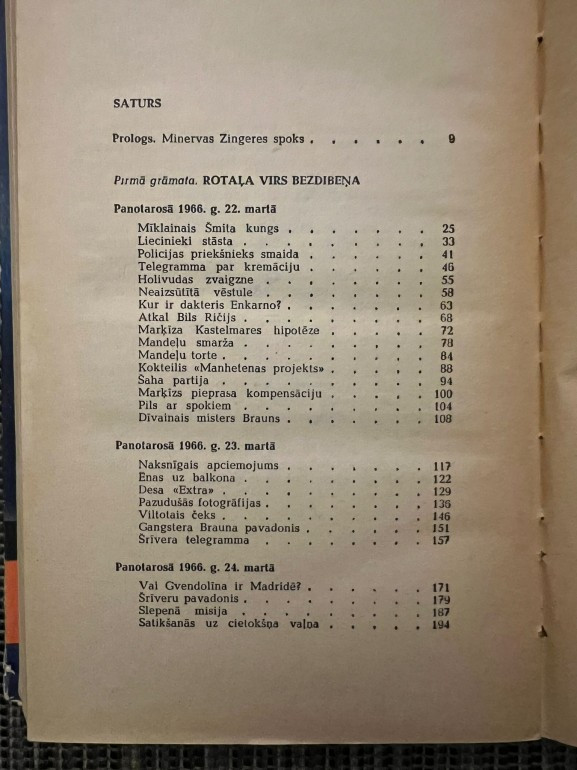 SATURS
Prologs. Minervas Zingeres spoks . . . . . . 9
Pirmā grāmata. ROTAĻA VIRS BEZDIBEŅA
Panotarosā 1966. g. 22. martā
Mīklainais Šmita kungs . . . . . . . 25
Liecinieki stāsta . . . . . . . . . 33
Policijas priekšnieks smaida . . . . . . 41
Telegramma par kremāciju . . . . . . 46
Holivudas zvaigzne . . . . . . . . 55
Neaizsūtītā vēstule . . . . . . . . 58
Kur ir dakteris Enkarno? . . . . . . . 63
Atkal Bils Ričijs . . . . . . . . . 68
Marķīza Kastelmares hipotēze . . . . . 72
Mandeļu smarža . . . . . . . . . 78
Mandeļu torte . . . . . . . . . . 84
Kokteilis «Manhetenas projekts» . . . . . 88
Šaha partija . . . . . . . . . . 94
Marķīzs pieprasa kompensāciju . . . . . 100
Pils ar spokiem . . . . . . . . . 104
Dīvainais misters Brauns . . . . . . . 108
Panotarosā 1966. g. 23. martā
Naksnīgais apciemojums . . . . . . . 117
Ēnas uz balkona . . . . . . . . . 122
Desa «Extra» . . . . . . . . . . 129
Pazudušās fotogrāfijas . . . . . . . . 136
Viltotais čeks . . . . . . . . . . 146
Gangstera Brauna pavadonis . . . . . . 151
Šrīvera telegramma . . . . . . . . 157
Panotarosā 1966. g. 24. martā
Vai Gvendolīna ir Madridē? . . . . . . 171
Šrīveru pavadonis . . . . . . . . . 179
Slepenā misija . . . . . . . . . 187
Satikšanās uz cietokšņa vaļņa . . . . . 194